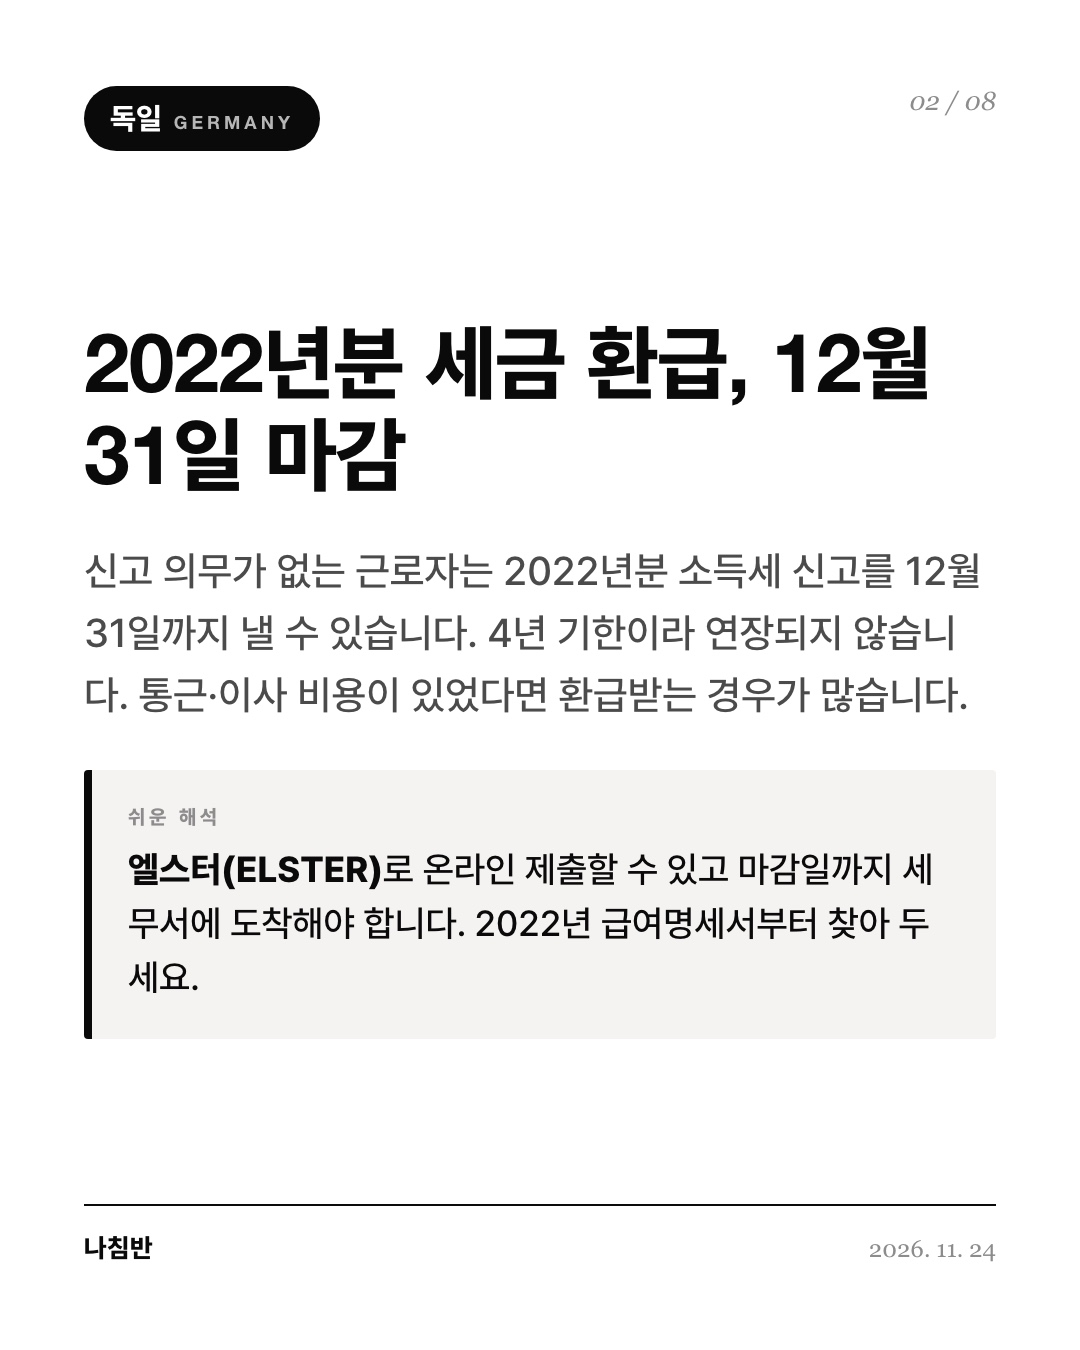 독일 GERMANY
02 / 08
2022년분 세금 환급, 12월
31일 마감
신고 의무가 없는 근로자는 2022년분 소득세 신고를 12월
31일까지 낼 수 있습니다. 4년 기한이라 연장되지 않습니
다. 통근·이사 비용이 있었다면 환급받는 경우가 많습니다.
쉬운 해석
엘스터(ELSTER)로 온라인 제출할 수 있고 마감일까지 세
무서에 도착해야 합니다. 2022년 급여명세서부터 찾아 두
세요.
나침반
2026. 11. 24